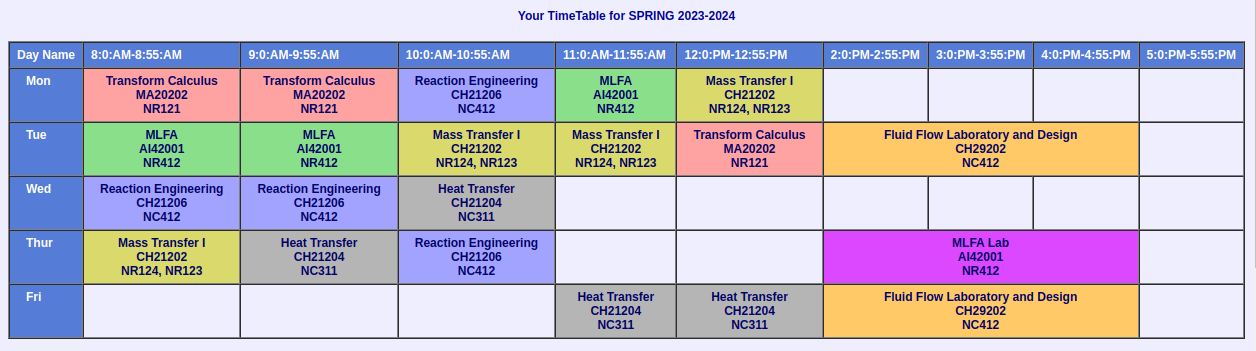 Your TimeTable for SPRING 2023-2024
Day Name 8:0:AM-8:55:AM 9:0:AM-9:55:AM 10:0:AM-10:55:AM 11:0:AM-11:55:AM 12:0:PM-12:55:PM 2:0:PM-2:55:PM 3:0:PM-3:55:PM 4:0:PM-4:55:PM 5:0:PM-5:55:PM
Mon Transform Calculus Transform Calculus Reaction Engineering MLFA Mass Transfer I
MA20202 MA20202 CH21206 AI42001 CH21202
NR121 NR121 NC412 NR412 NR124, NR123
Tue MLFA MLFA Mass Transfer I Mass Transfer I Transform Calculus Fluid Flow Laboratory and Design
AI42001 AI42001 CH21202 CH21202 MA20202 CH29202
NR412 NR412 NR124, NR123 NR124, NR123 NR121 NC412
Wed Reaction Engineering Reaction Engineering Heat Transfer
CH21206 CH21206 CH21204
NC412 NC412 NC311
Thur Mass Transfer I Heat Transfer Reaction Engineering MLFA Lab
CH21202 CH21204 CH21206 AI42001
NR124, NR123 NC311 NC412 NR412
Fri Heat Transfer Heat Transfer Fluid Flow Laboratory and Design
CH21204 CH21204 CH29202
NC311 NC311 NC412